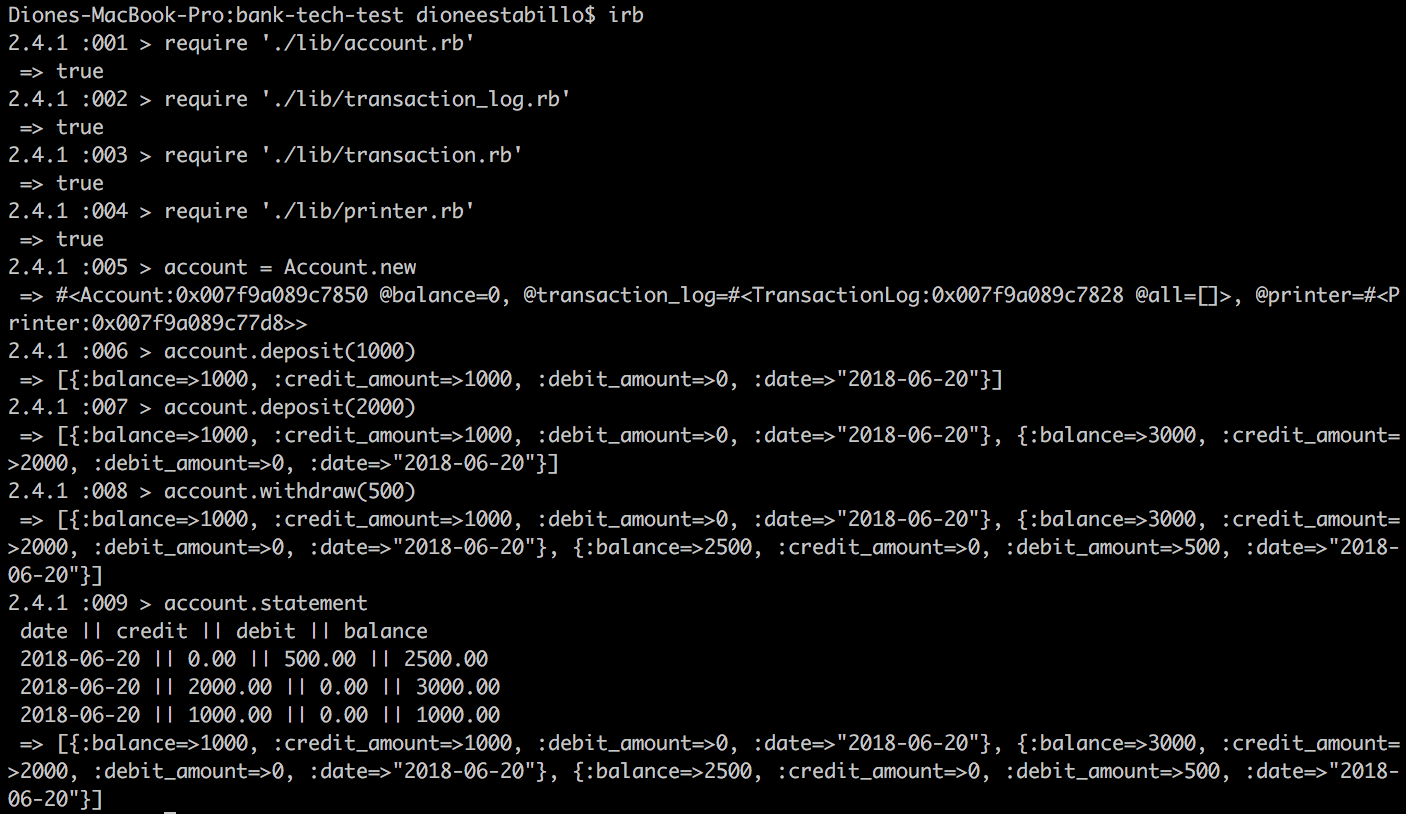 Diones-MacBook-Pro:bank-tech-test dioneestabillo$ irb
2.4.1 :001 > require './lib/account.rb'
 => true
2.4.1 :002 > require './lib/transaction_log.rb'
 => true
2.4.1 :003 > require './lib/transaction.rb'
 => true
2.4.1 :004 > require './lib/printer.rb'
 => true
2.4.1 :005 > account = Account.new
 => #<Account:0x007f9a089c7850 @balance=0, @transaction_log=#<TransactionLog:0x007f9a089c7828 @all=[]>, @printer=#<P
rinter:0x007f9a089c77d8>>
2.4.1 :006 > account.deposit(1000)
 => [{:balance=>1000, :credit_amount=>1000, :debit_amount=>0, :date=>"2018-06-20"}]
2.4.1 :007 > account.deposit(2000)
 => [{:balance=>1000, :credit_amount=>1000, :debit_amount=>0, :date=>"2018-06-20"}, {:balance=>3000, :credit_amount=
>2000, :debit_amount=>0, :date=>"2018-06-20"}]
2.4.1 :008 > account.withdraw(500)
 => [{:balance=>1000, :credit_amount=>1000, :debit_amount=>0, :date=>"2018-06-20"}, {:balance=>3000, :credit_amount=
>2000, :debit_amount=>0, :date=>"2018-06-20"}, {:balance=>2500, :credit_amount=>0, :debit_amount=>500, :date=>"2018-
06-20"}]
2.4.1 :009 > account.statement
 date || credit || debit || balance
 2018-06-20 || 0.00 || 500.00 || 2500.00
 2018-06-20 || 2000.00 || 0.00 || 3000.00
 2018-06-20 || 1000.00 || 0.00 || 1000.00
 => [{:balance=>1000, :credit_amount=>1000, :debit_amount=>0, :date=>"2018-06-20"}, {:balance=>3000, :credit_amount=
>2000, :debit_amount=>0, :date=>"2018-06-20"}, {:balance=>2500, :credit_amount=>0, :debit_amount=>500, :date=>"2018-
06-20"}]